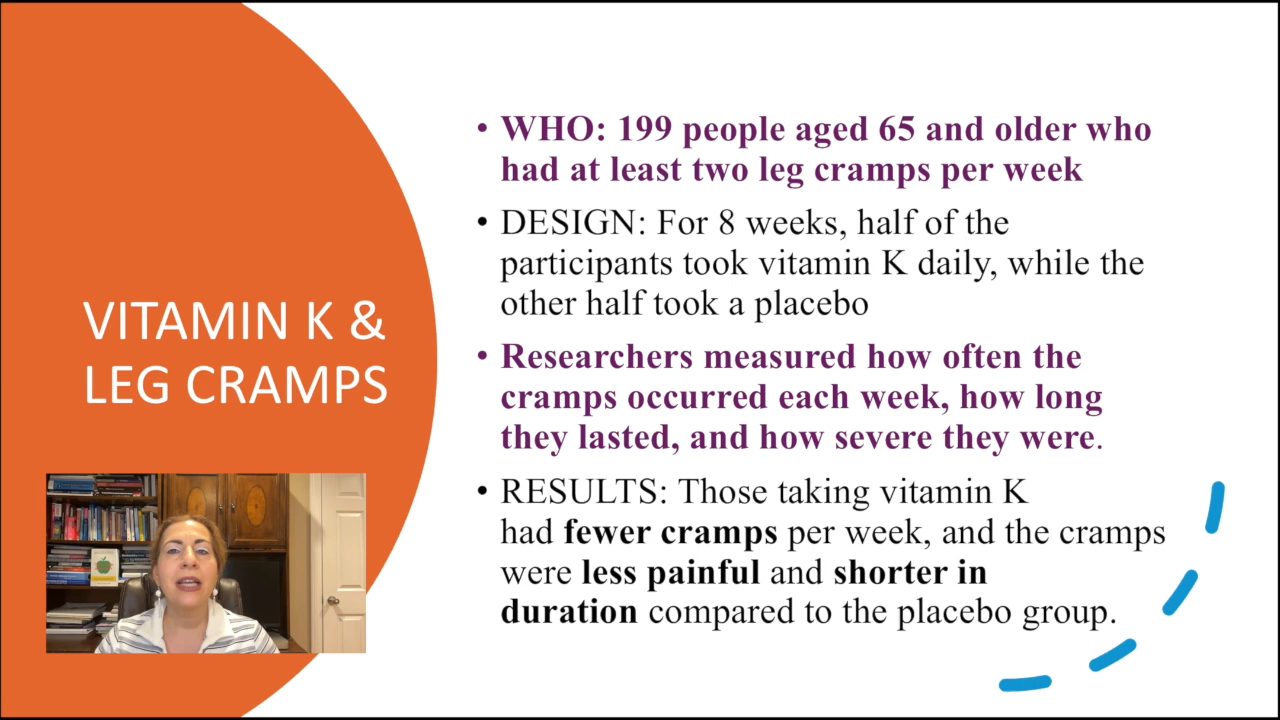 VITAMIN K &
LEG CRAMPS
• WHO: 199 people aged 65 and older who
had at least two leg cramps per week
• DESIGN: For 8 weeks, half of the
participants took vitamin K daily, while the
other half took a placebo
• Researchers measured how often the
cramps occurred each week, how long
they lasted, and how severe they were.
• RESULTS: Those taking vitamin K
had fewer cramps per week, and the cramps
were less painful and shorter in
duration compared to the placebo group.